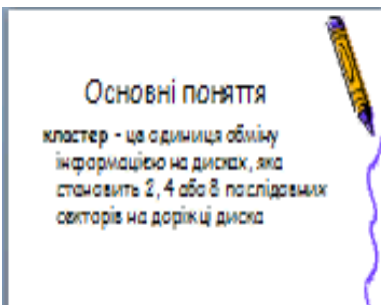 Основні поняття
кластер - це одиниця обміну
інформацією на дисках, яка
становить 2, 4 або 8 послідовних
секторів на доріжці диска